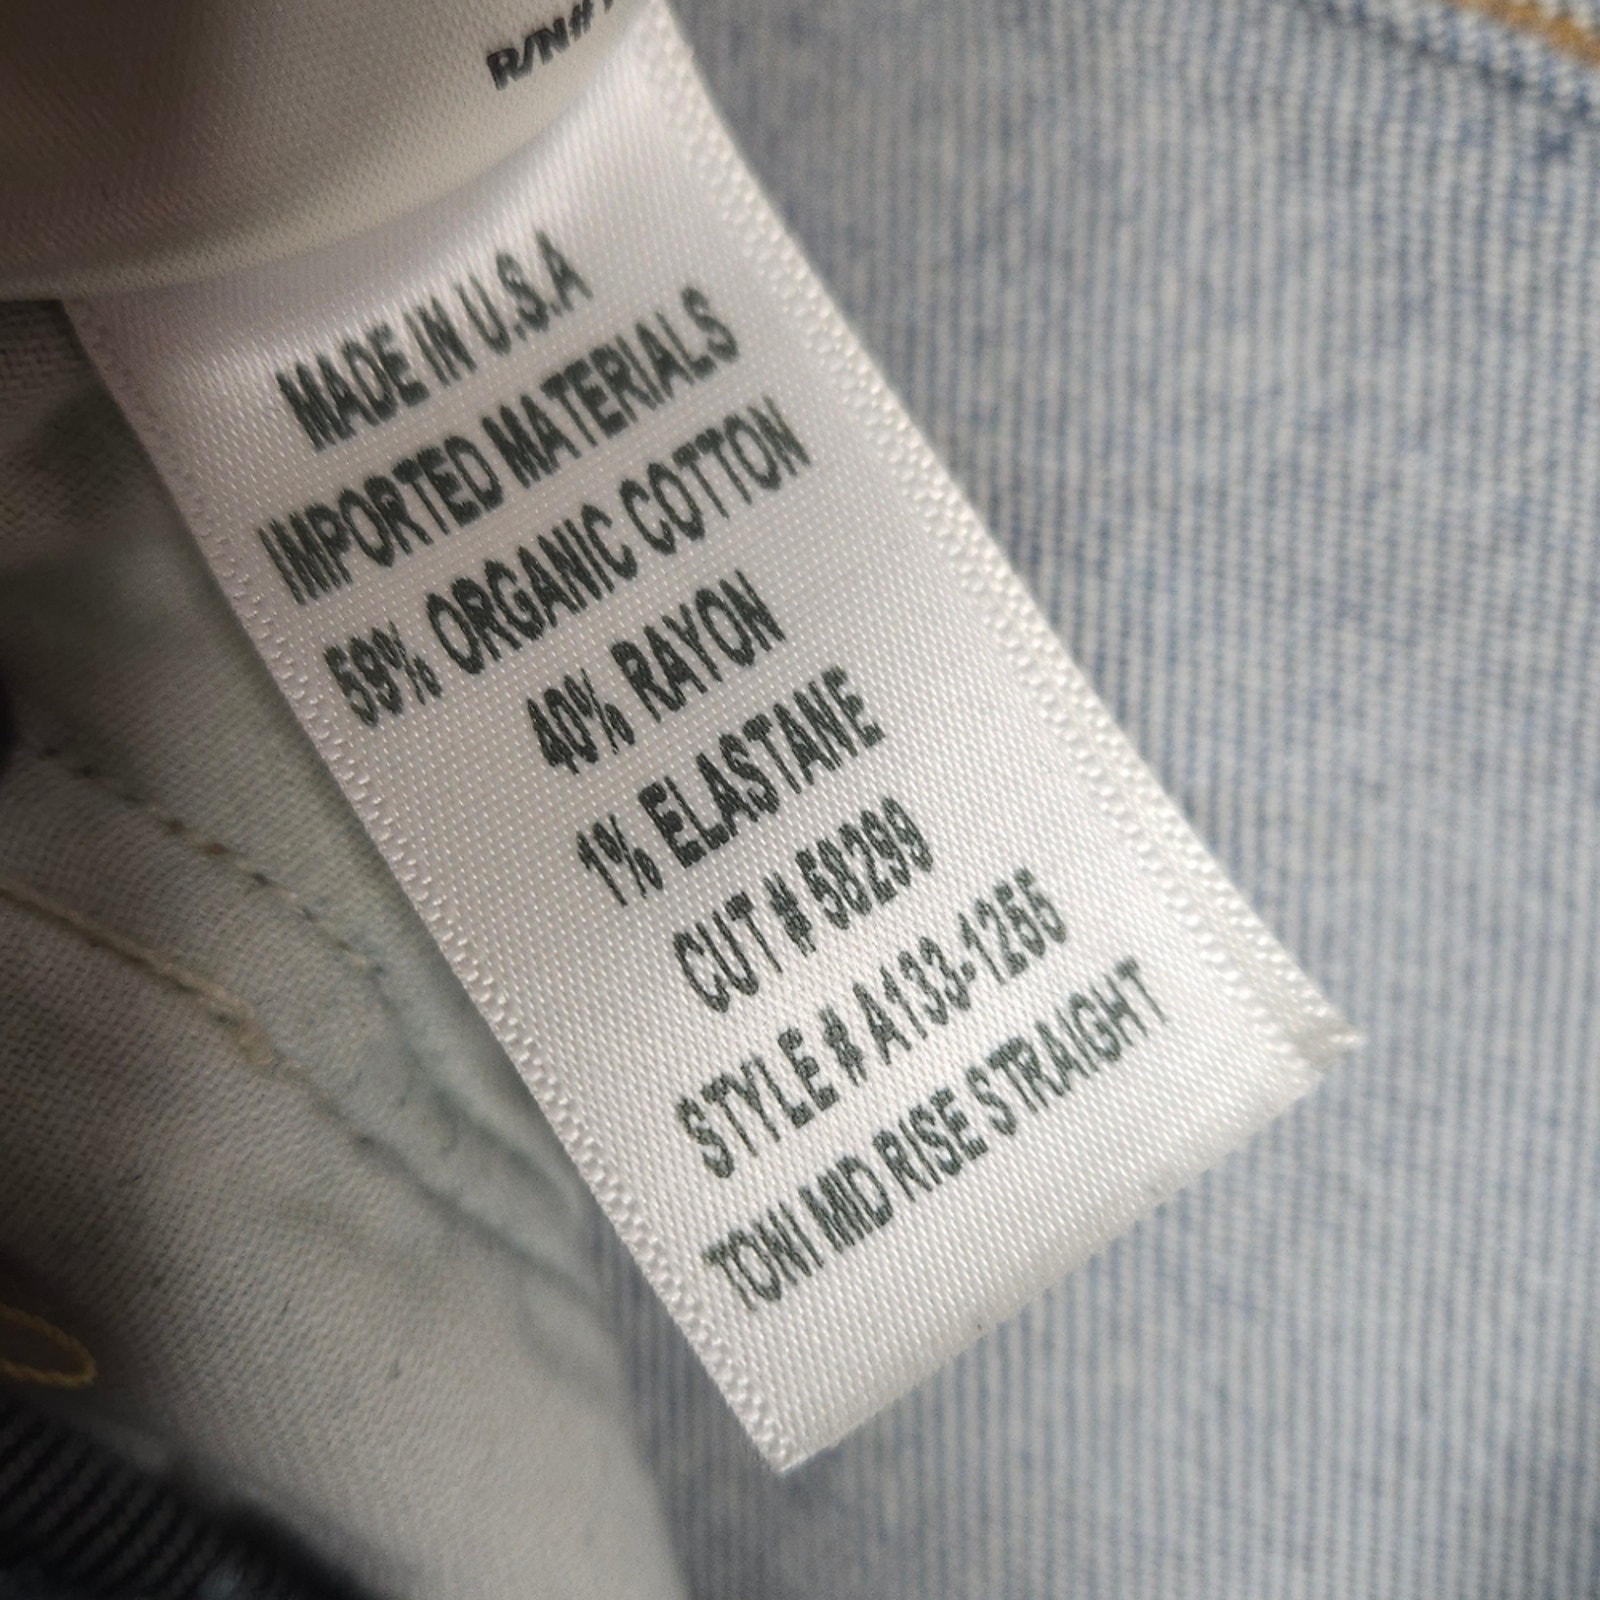 R/N#
MADE IN U.S.A
IMPORTED MATERIALS
59% ORGANIC COTTON
40% RAYON
1% ELASTANE
CUT # 58299
STYLE # A133-1255
TONI MID RISE STRAIGHT